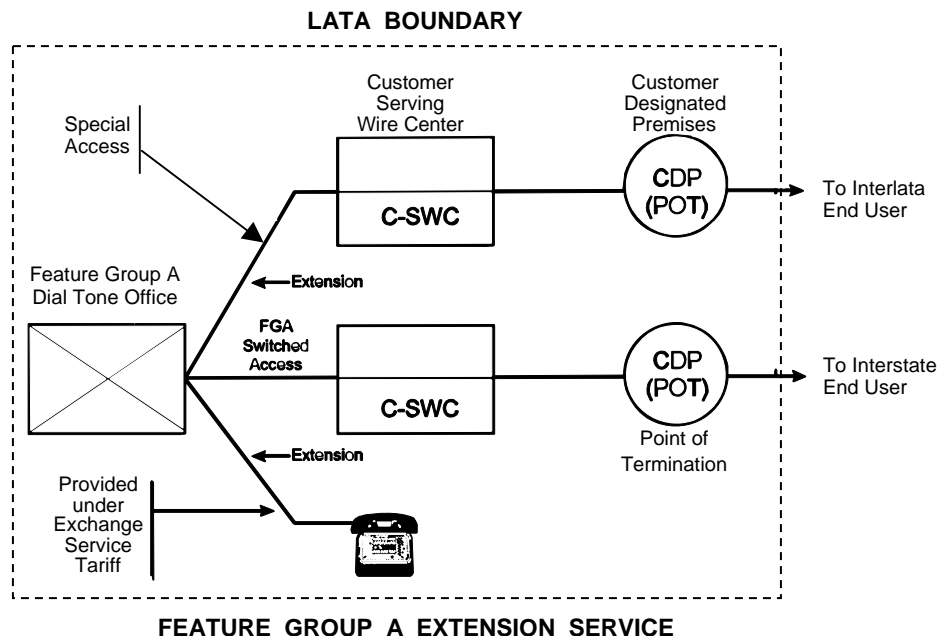 LATA BOUNDARY
Special
Access
Customer
Serving
Wire Center
Customer
Designated
Premises
C-SWC
CDP
(POT)
To Interlata
End User
Extension
Feature Group A
Dial Tone Office
FGA
Switched
Access
C-SWC
CDP
(POT)
To Interstate
End User
Point of
Termination
Extension
Provided
under
Exchange
Service
Tariff
FEATURE GROUP A EXTENSION SERVICE